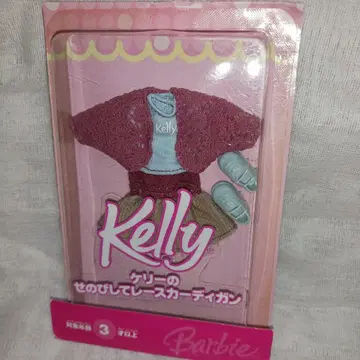 Kelly
Kelly
ケリーの
せのびしてレースカーディガン
対象年齢 3 才以上
Barbie